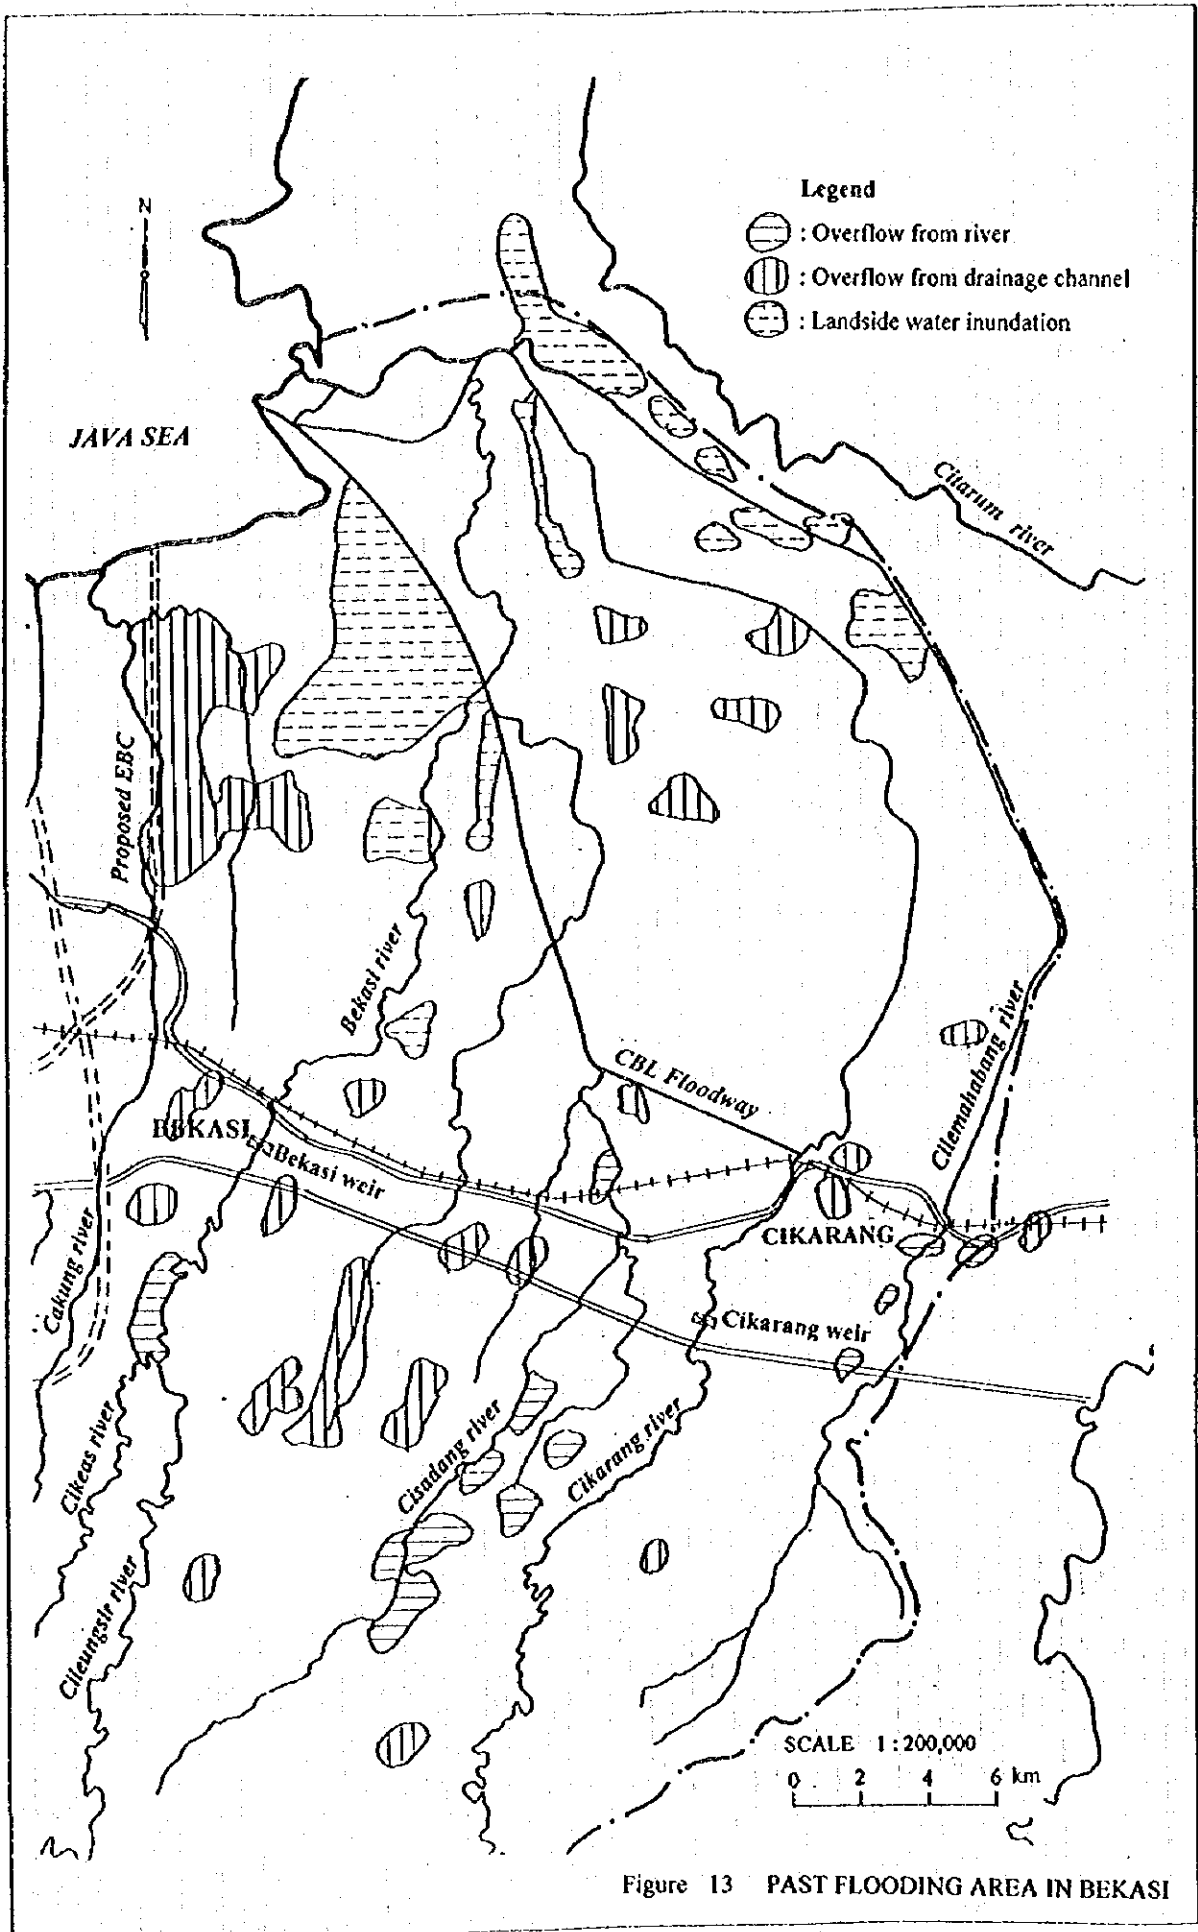 Legend
: Overflow from river
N
: Overflow from drainage channel
: Landside water inundation
JAVA SEA
Citarum river
Proposed EBC
Bekasi river
CBL Floodway
Cilemahabang river
BEKASI
Bekasi weir
Cakung river
CIKARANG
Cikarang weir
Cikeas river
Cisadang river
Cikarang river
Cileungsir river
SCALE 1:200,000
0 2 4 6 km
Figure 13 PAST FLOODING AREA IN BEKASI